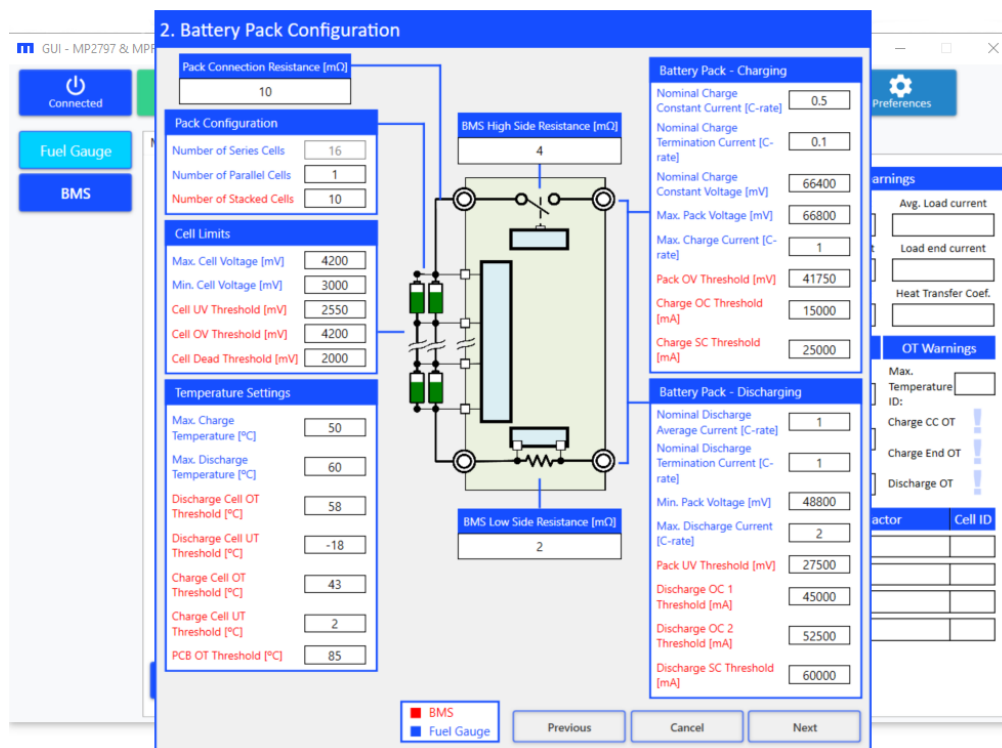 2. Battery Pack Configuration
GUI - MP2797 & MPF
Connected
Preferences
Fuel Gauge
BMS
Pack Connection Resistance [mΩ]
10
Pack Configuration
Number of Series Cells 16
Number of Parallel Cells 1
Number of Stacked Cells 10
Cell Limits
Max. Cell Voltage [mV] 4200
Min. Cell Voltage [mV] 3000
Cell UV Threshold [mV] 2550
Cell OV Threshold [mV] 4200
Cell Dead Threshold [mV] 2000
Temperature Settings
Max. Charge
Temperature [ºC] 50
Max. Discharge
Temperature [ºC] 60
Discharge Cell OT
Threshold [ºC] 58
Discharge Cell UT
Threshold [ºC] -18
Charge Cell OT
Threshold [ºC] 43
Charge Cell UT
Threshold [ºC] 2
PCB OT Threshold [ºC] 85
BMS High Side Resistance [mΩ]
4
BMS Low Side Resistance [mΩ]
2
Battery Pack - Charging
Nominal Charge
Constant Current [C-rate] 0.5
Nominal Charge
Termination Current [C-
rate] 0.1
Nominal Charge
Constant Voltage [mV] 66400
Max. Pack Voltage [mV] 66800
Max. Charge Current [C-
rate] 1
Pack OV Threshold [mV] 41750
Charge OC Threshold
[mA] 15000
Charge SC Threshold
[mA] 25000
Battery Pack - Discharging
Nominal Discharge
Average Current [C-rate] 1
Nominal Discharge
Termination Current [C-
rate] 1
Min. Pack Voltage [mV] 48800
Max. Discharge Current
[C-rate] 2
Pack UV Threshold [mV] 27500
Discharge OC 1
Threshold [mA] 45000
Discharge OC 2
Threshold [mA] 52500
Discharge SC Threshold
[mA] 60000
BMS
Fuel Gauge
Previous
Cancel
Next
arnings
Avg. Load current
Load end current
Heat Transfer Coef.
OT Warnings
Max.
Temperature
ID:
Charge CC OT
Charge End OT
Discharge OT
actor
Cell ID